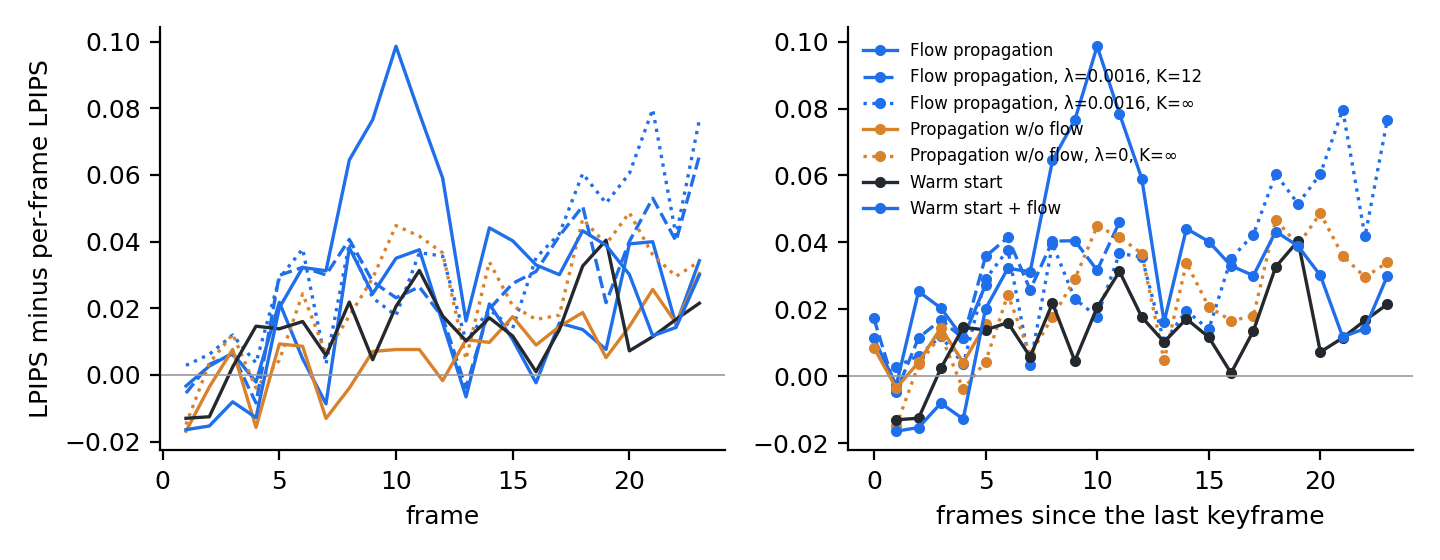 LPIPS minus per-frame LPIPS
0.10
0.08
0.06
0.04
0.02
0.00
−0.02
0
5
10
15
20
frame
0.10
0.08
0.06
0.04
0.02
0.00
−0.02
Flow propagation
Flow propagation, λ=0.0016, K=12
Flow propagation, λ=0.0016, K=∞
Propagation w/o flow
Propagation w/o flow, λ=0, K=∞
Warm start
Warm start + flow
0
5
10
15
20
frames since the last keyframe